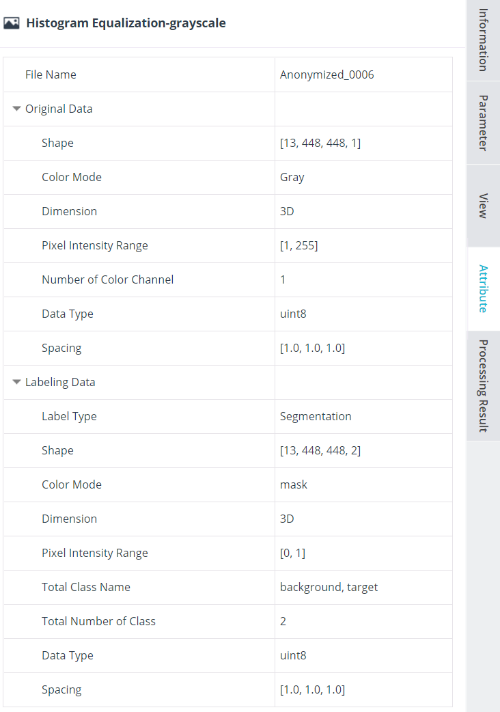 Histogram Equalization-grayscale
File Name Anonymized_0006
Original Data
Shape [13, 448, 448, 1]
Color Mode Gray
Dimension 3D
Pixel Intensity Range [1, 255]
Number of Color Channel 1
Data Type uint8
Spacing [1.0, 1.0, 1.0]
Labeling Data
Label Type Segmentation
Shape [13, 448, 448, 2]
Color Mode mask
Dimension 3D
Pixel Intensity Range [0, 1]
Total Class Name background, target
Total Number of Class 2
Data Type uint8
Spacing [1.0, 1.0, 1.0]
Information
Parameter
View
Attribute
Processing Result